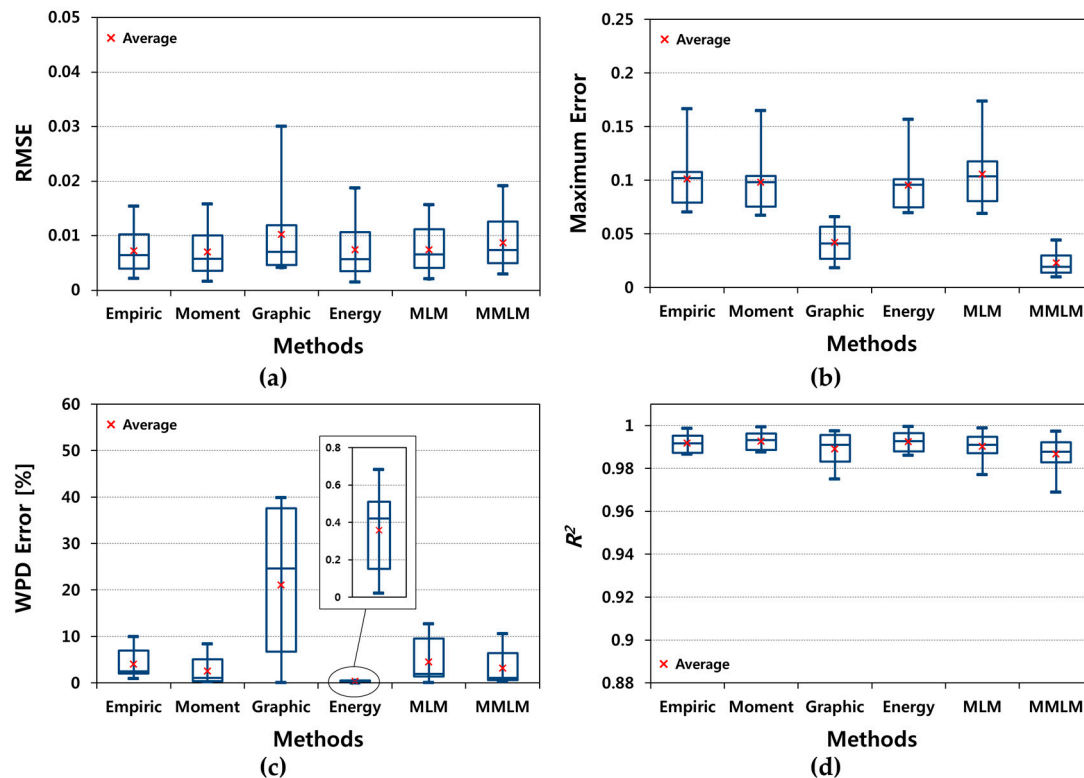 0.05
× Average
0.04
0.03
RMSE
0.02
0.01
0
Empiric Moment Graphic Energy MLM MMLM
Methods
(a)
0.25
× Average
0.2
0.15
Maximum Error
0.1
0.05
0
Empiric Moment Graphic Energy MLM MMLM
Methods
(b)
60
× Average
50
40
30
WPD Error [%]
20
10
0
0.8
0.6
0.4
0.2
0
Empiric Moment Graphic Energy MLM MMLM
Methods
(c)
1
0.98
0.96
0.94
R²
0.92
0.9
× Average
0.88
Empiric Moment Graphic Energy MLM MMLM
Methods
(d)